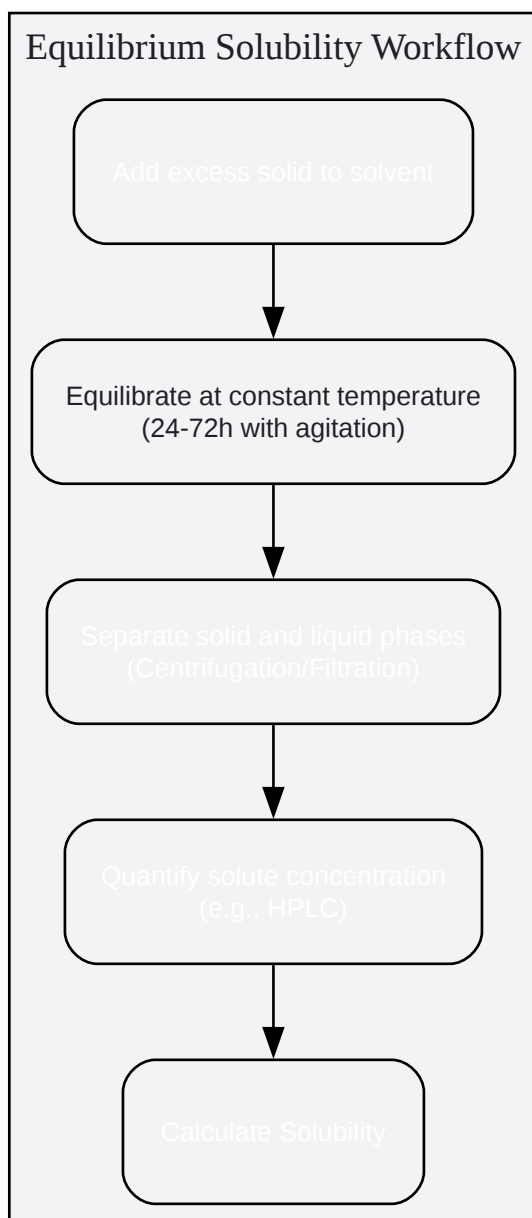 Equilibrium Solubility Workflow
Add excess solid to solvent
Equilibrate at constant temperature
(24-72h with agitation)
Separate solid and liquid phases
(Centrifugation/Filtration)
Quantify solute concentration
(e.g., HPLC)
Calculate Solubility